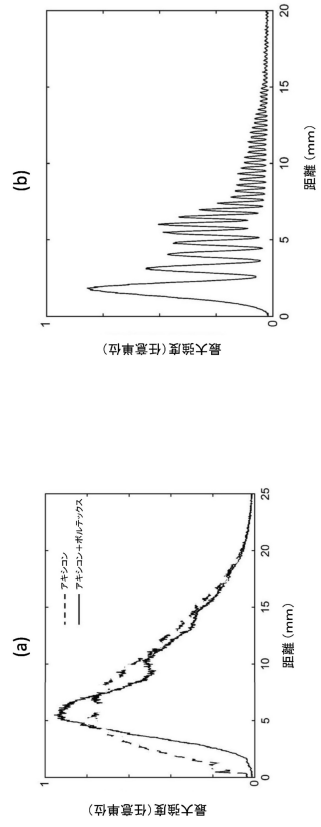 (a)
最大強度(任意単位)
1
0
アキシコン
アキシコン+ボルテックス
0
5
10
15
20
25
距離(mm)
(b)
最大強度(任意単位)
1
0
0
5
10
15
20
距離(mm)